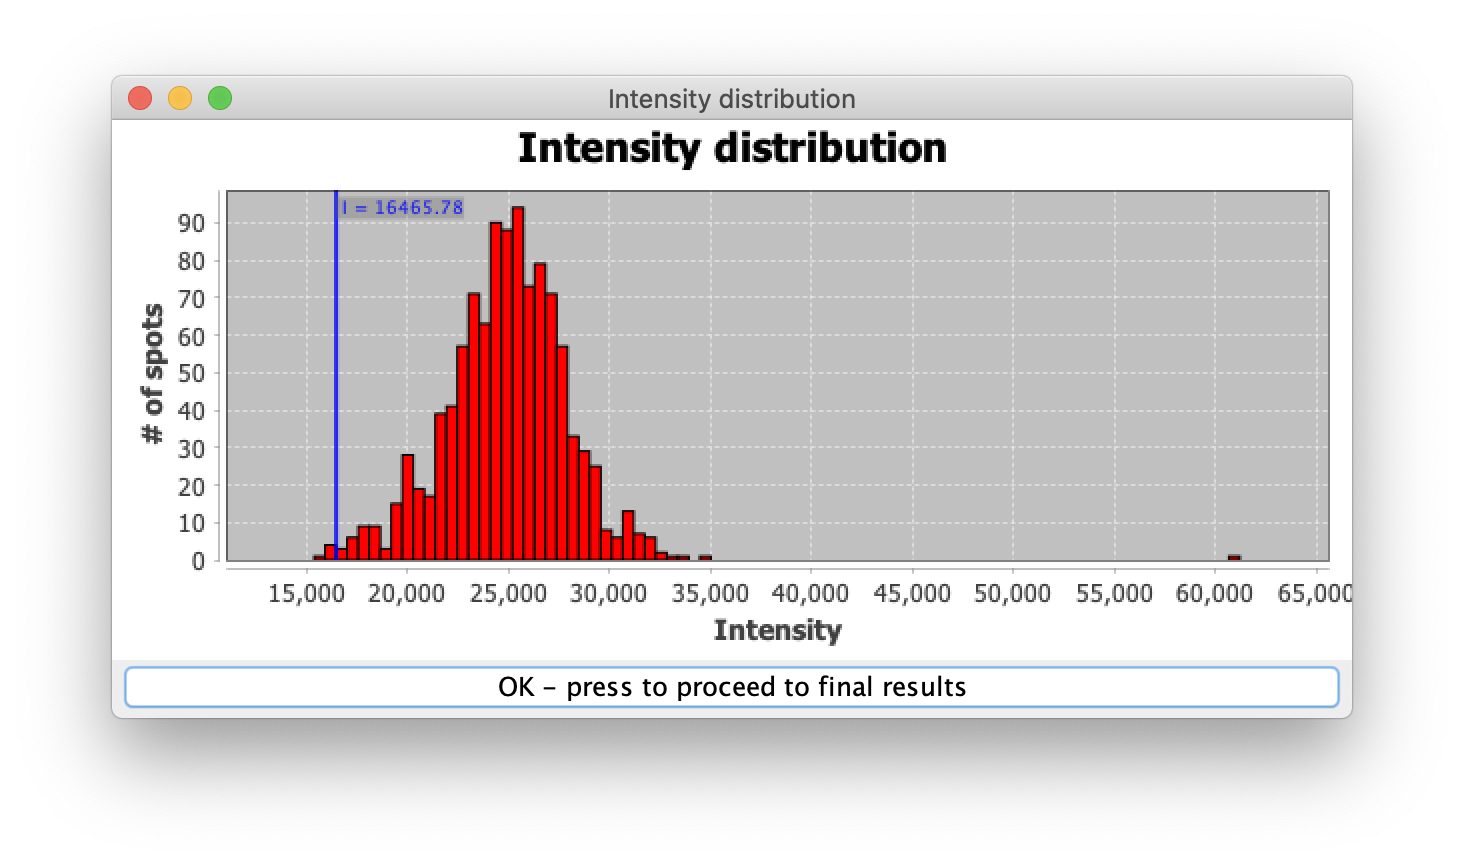 Intensity distribution
Intensity distribution
I = 16465.78
# of spots
90
80
70
60
50
40
30
20
10
0
15,000 20,000 25,000 30,000 35,000 40,000 45,000 50,000 55,000 60,000 65,000
Intensity
OK – press to proceed to final results